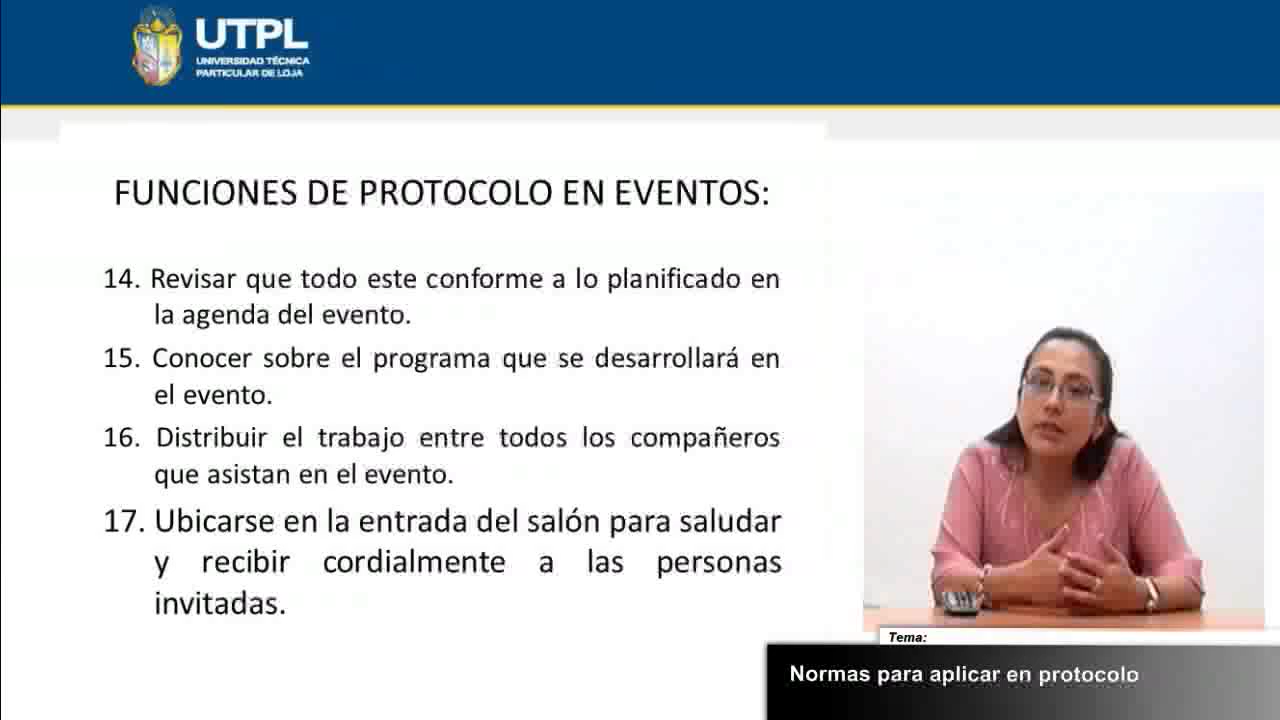 UTPL
UNIVERSIDAD TÉCNICA
PARTICULAR DE LOJA
FUNCIONES DE PROTOCOLO EN EVENTOS:
14. Revisar que todo este conforme a lo planificado en
la agenda del evento.
15. Conocer sobre el programa que se desarrollará en
el evento.
16. Distribuir el trabajo entre todos los compañeros
que asistan en el evento.
17. Ubicarse en la entrada del salón para saludar
y recibir cordialmente a las personas
invitadas.
Tema:
Normas para aplicar en protocolo